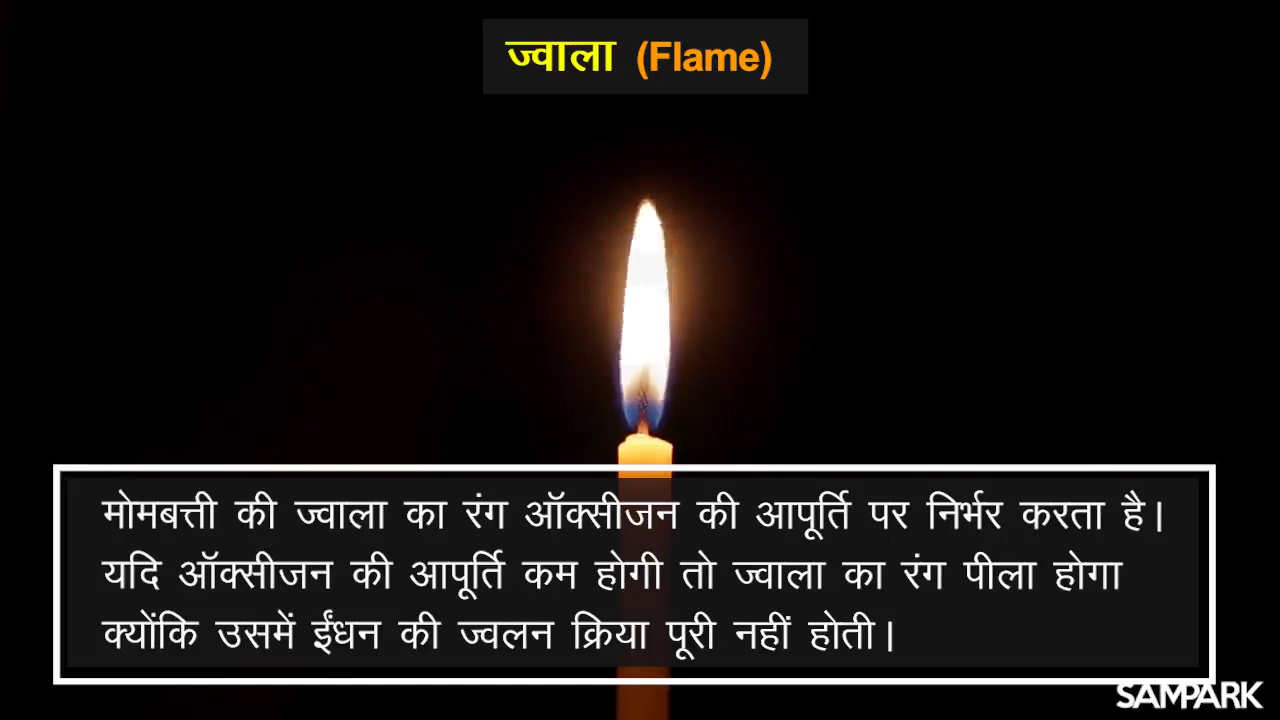 ज्वाला (Flame)
मोमबत्ती की ज्वाला का रंग ऑक्सीजन की आपूर्ति पर निर्भर करता है।
यदि ऑक्सीजन की आपूर्ति कम होगी तो ज्वाला का रंग पीला होगा
क्योंकि उसमें ईंधन की ज्वलन क्रिया पूरी नहीं होती।
SAMPARK